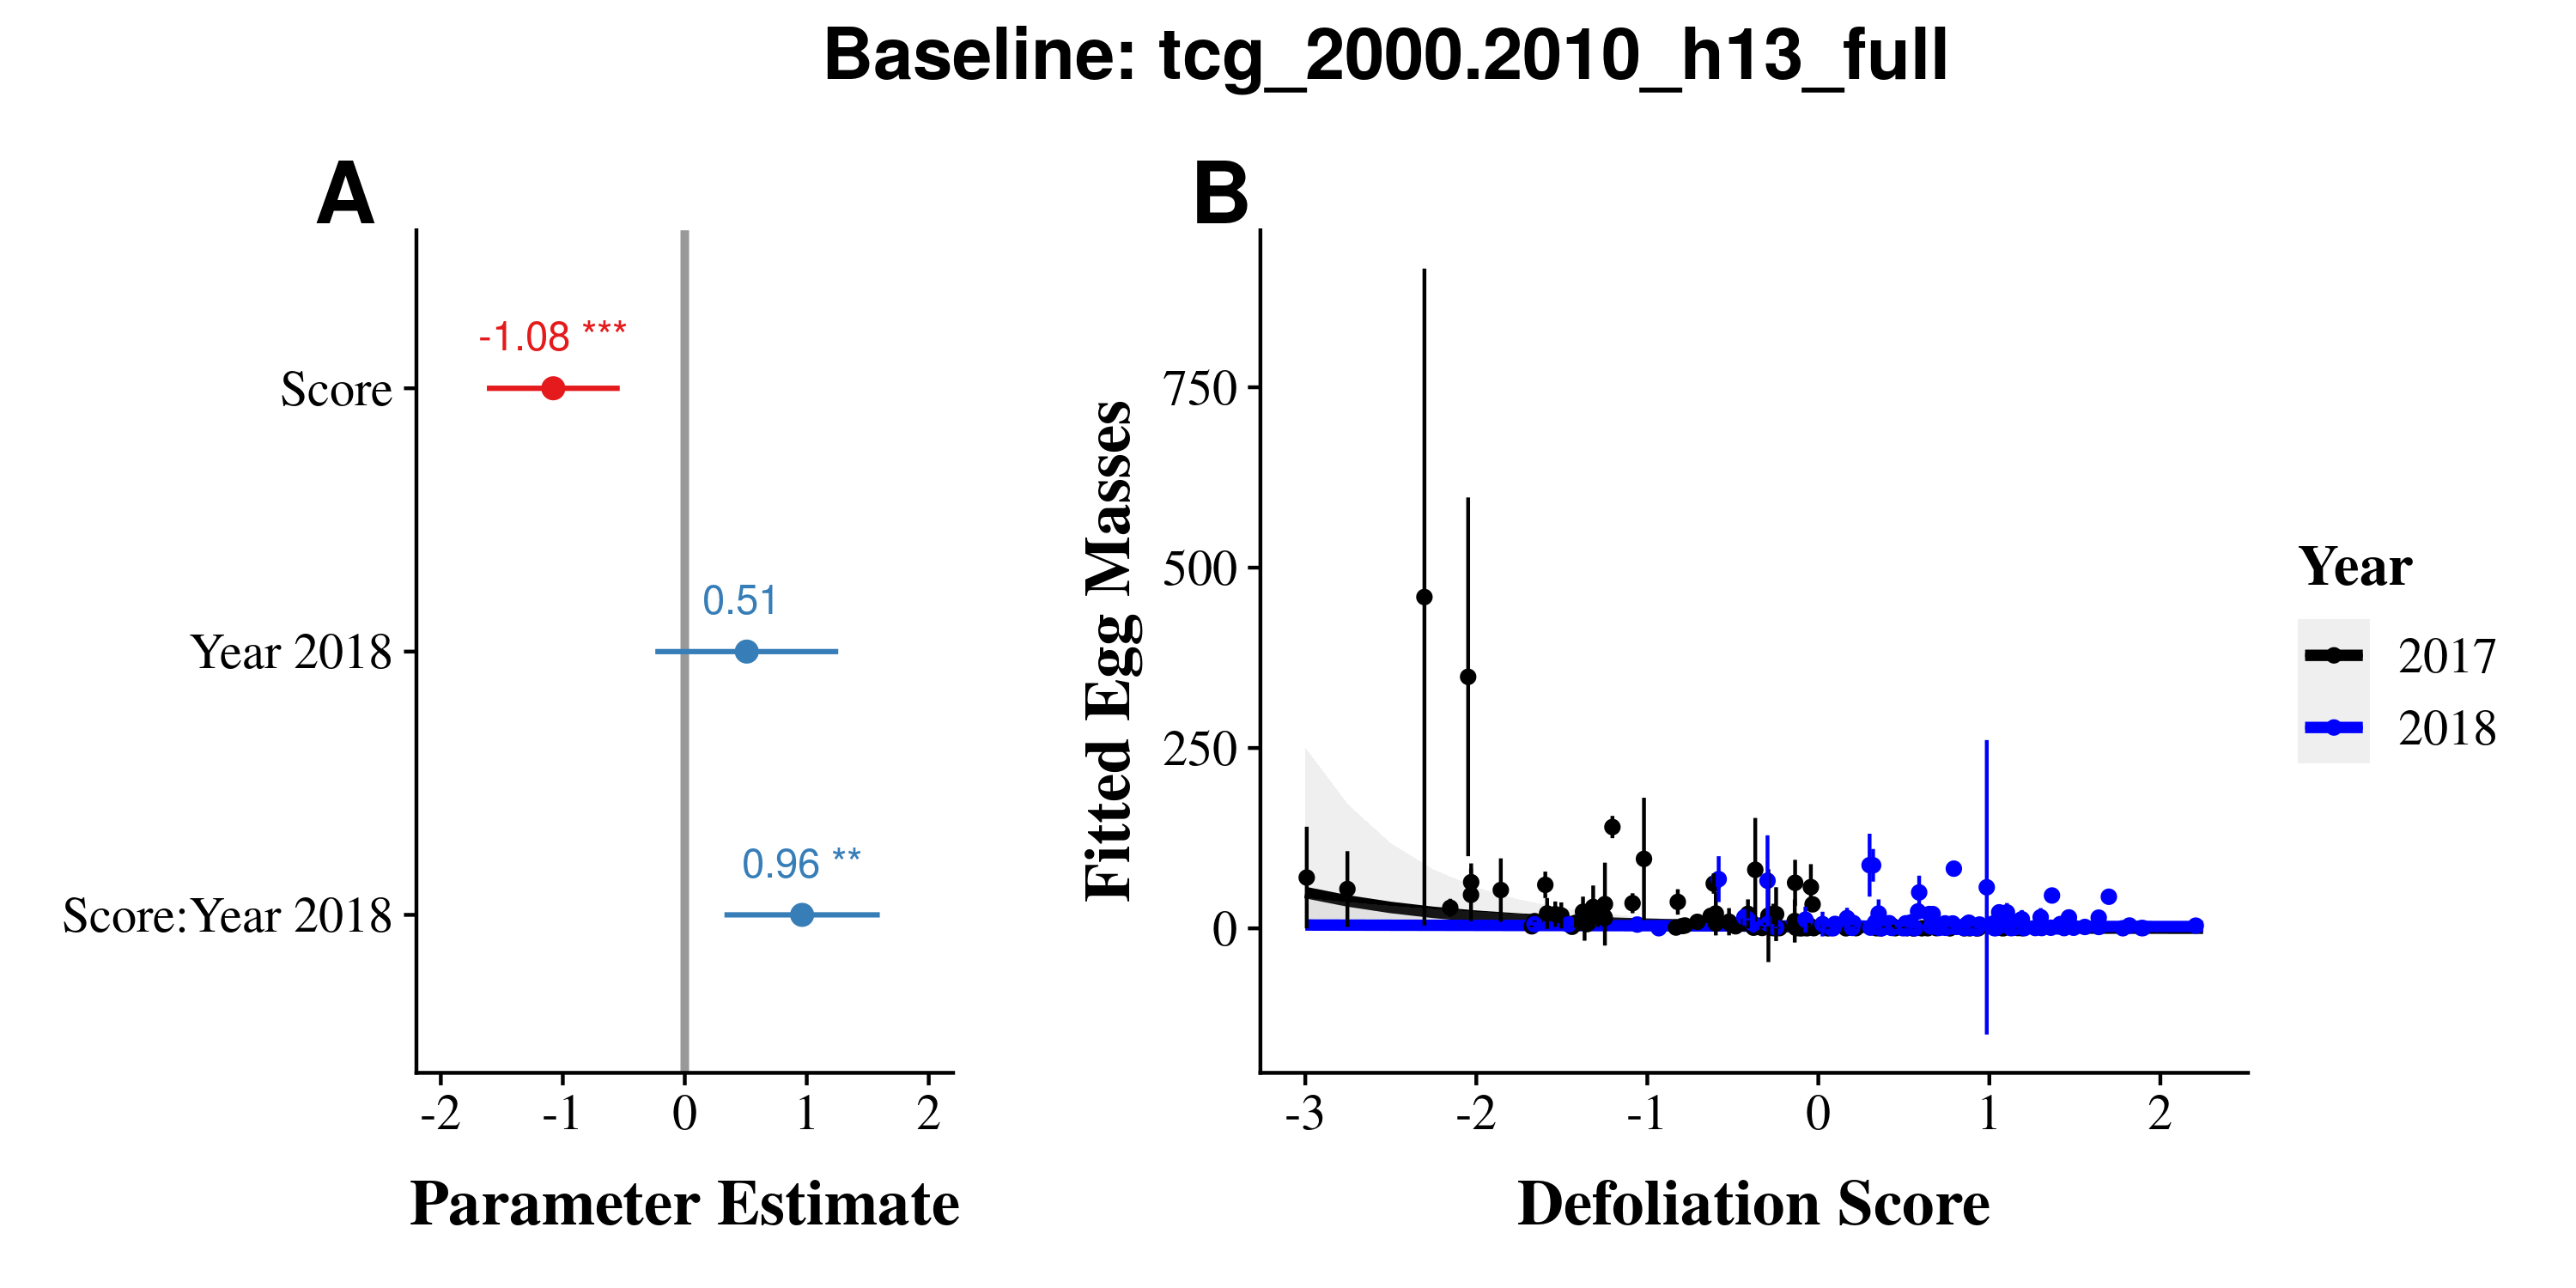 Baseline: tcg_2000.2010_h13_full
A
Score
Year 2018
Score:Year 2018
-1.08 ***
0.51
0.96 **
-2 -1 0 1 2
Parameter Estimate
B
Fitted Egg Masses
750
500
250
0
-3 -2 -1 0 1 2
Defoliation Score
Year
2017
2018